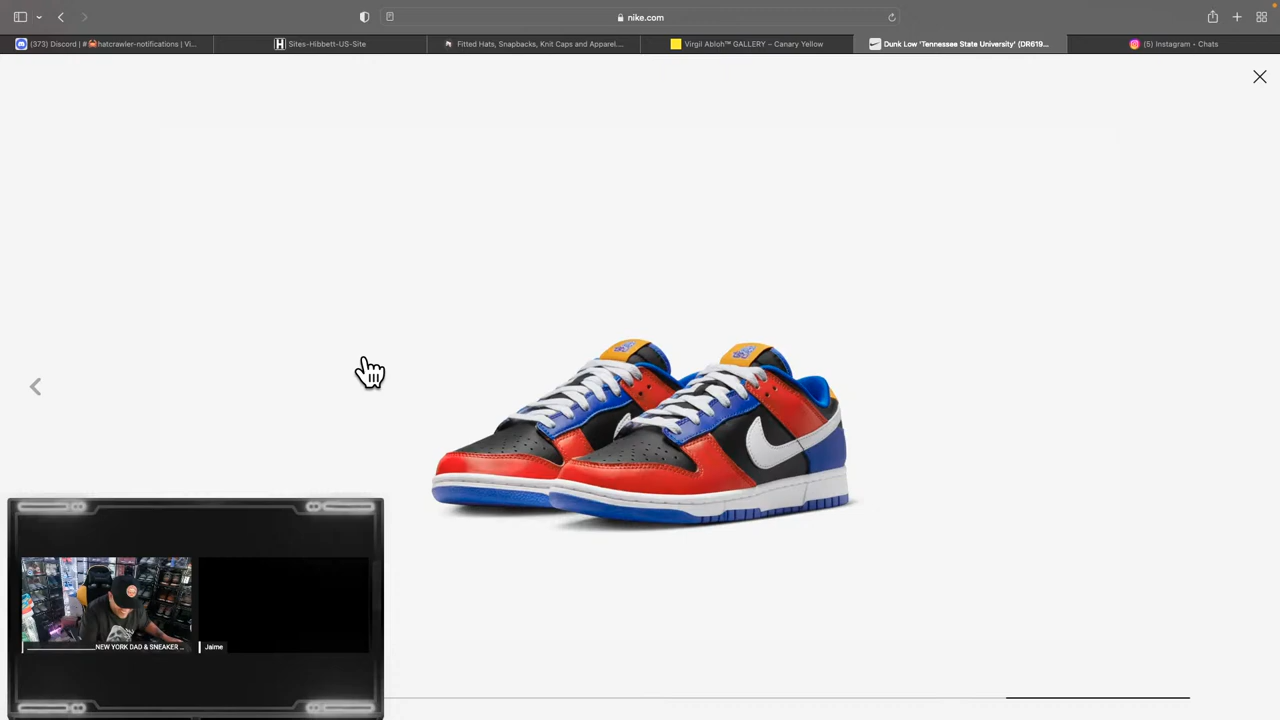 nike.com
(373) Discord | #🦀hatcrawler-notifications | VI...
Sites-Hibbett-US-Site
Fitted Hats, Snapbacks, Knit Caps and Apparel....
Virgil Abloh™ GALLERY – Canary Yellow
Dunk Low 'Tennessee State University' (DR619...
(5) Instagram • Chats
NEW YORK DAD & SNEAKER ...
Jaime